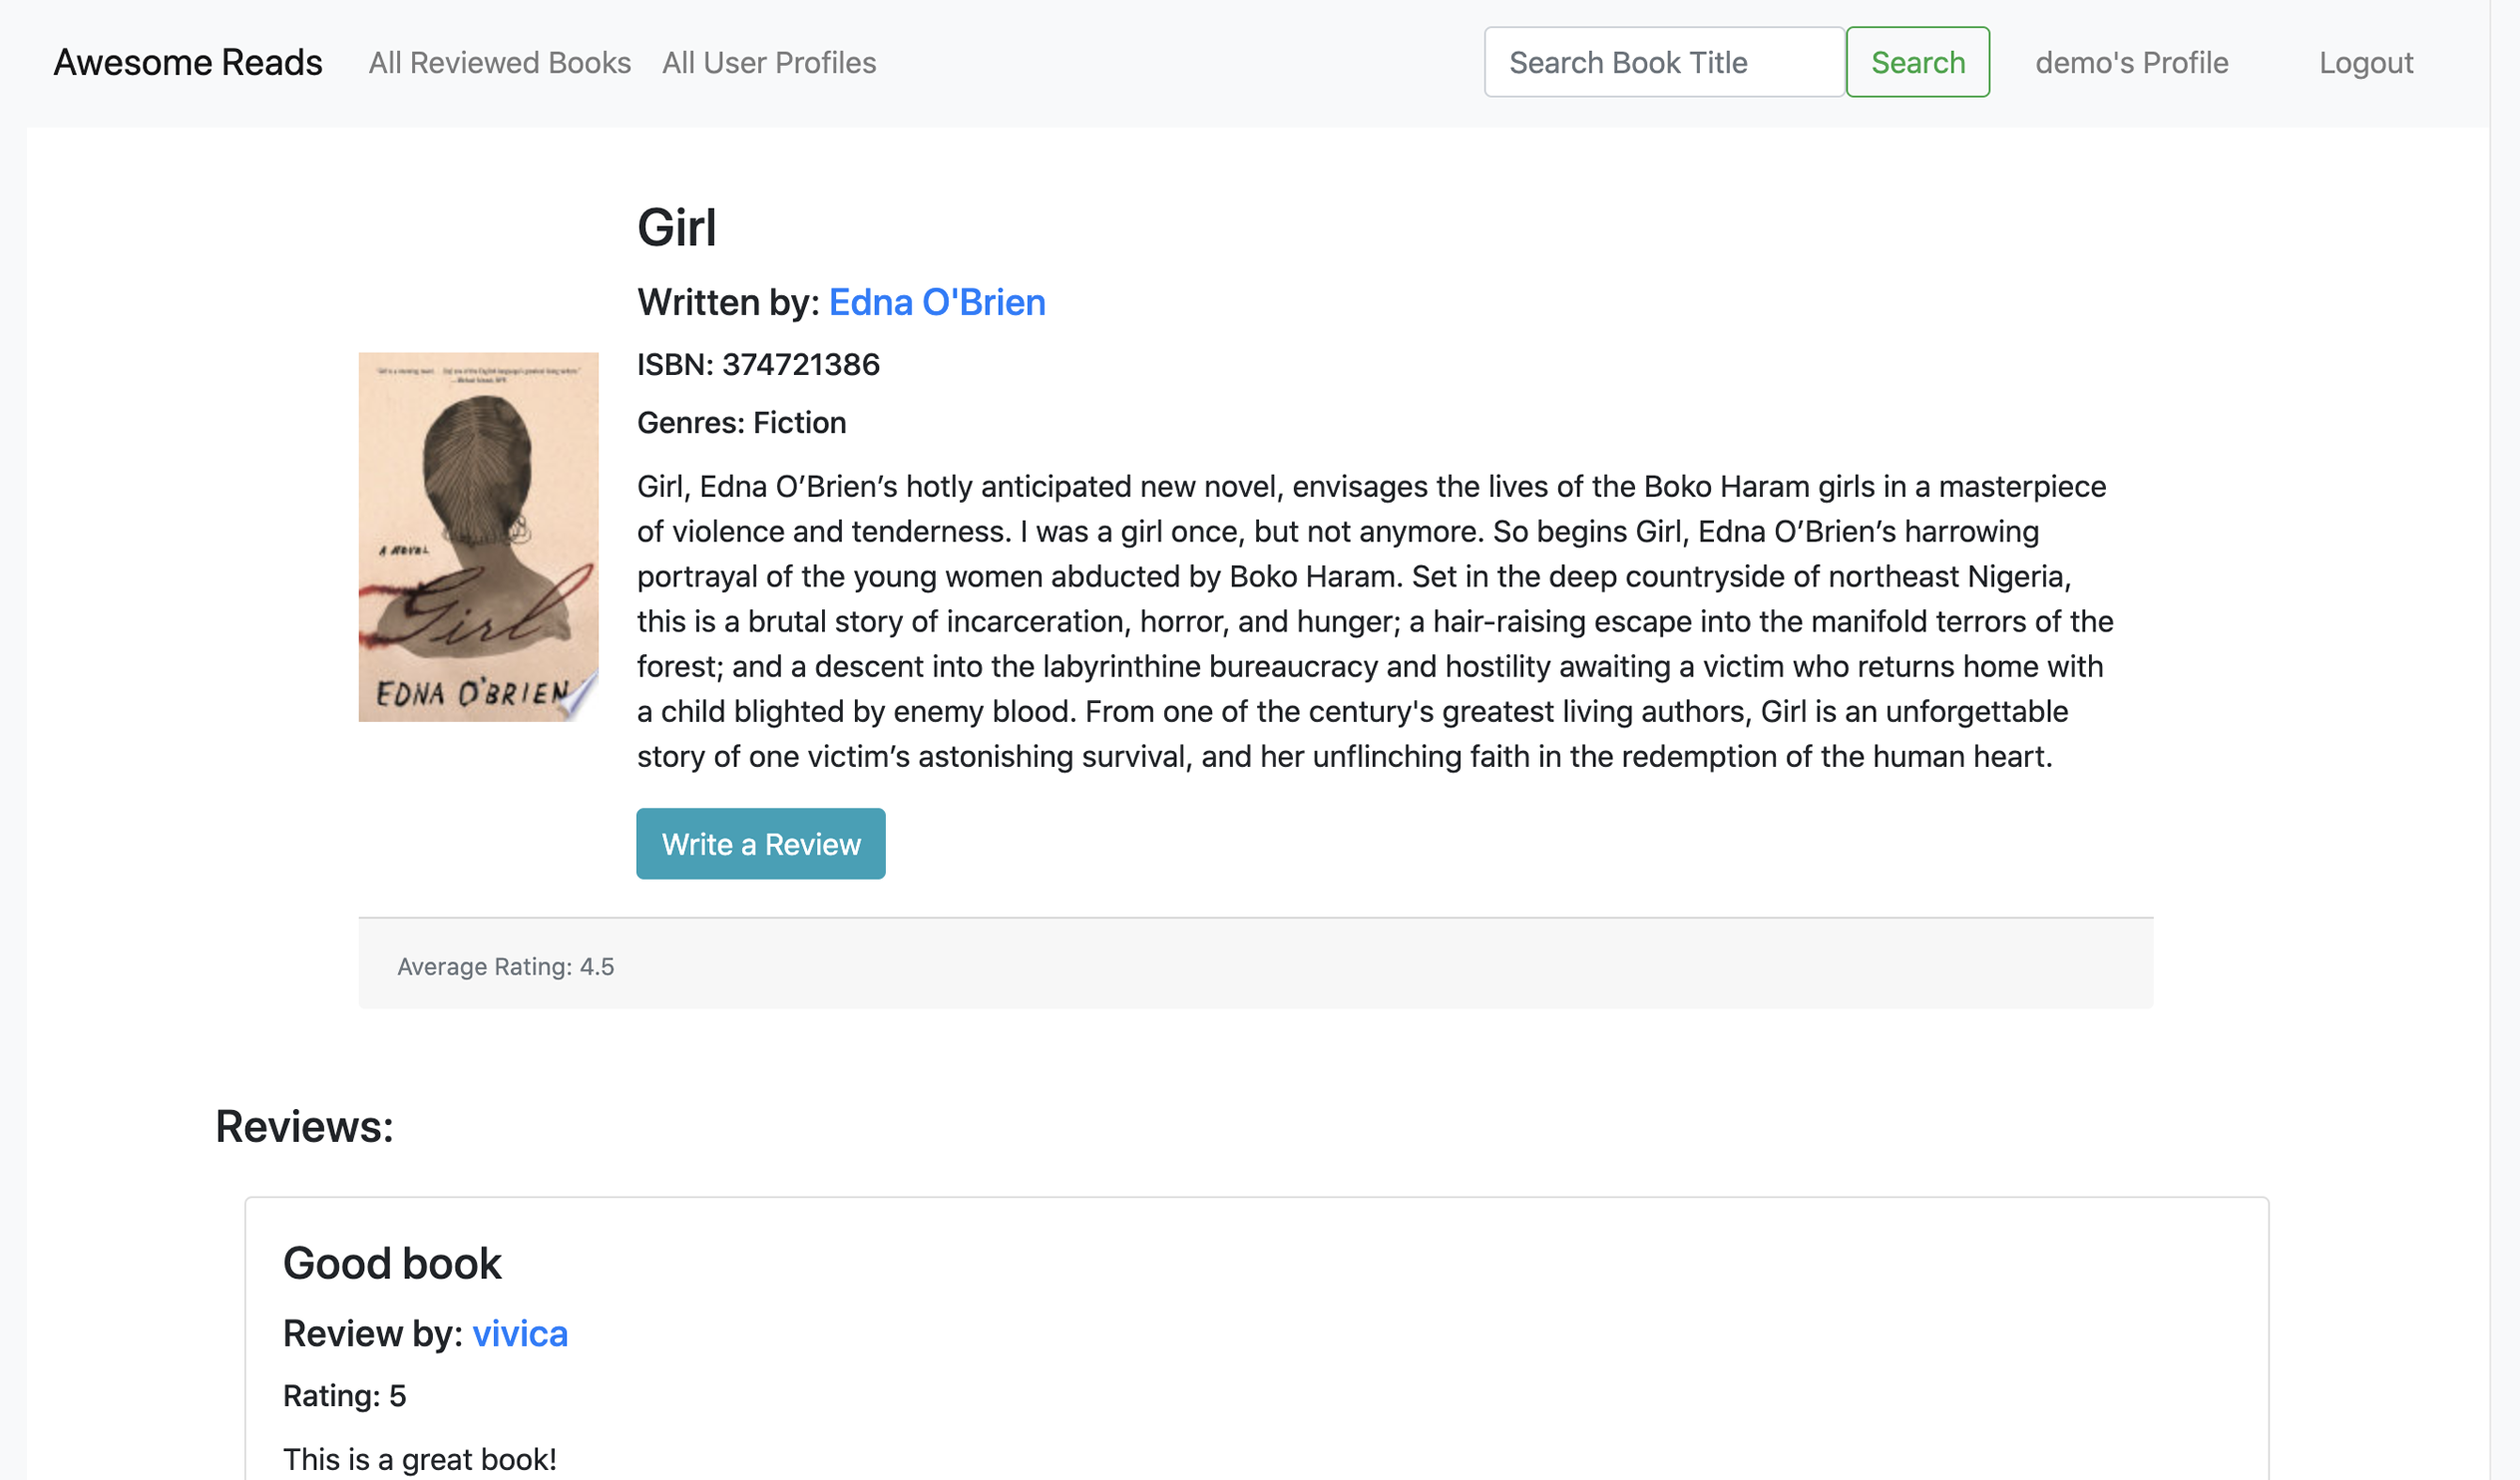 Awesome Reads All Reviewed Books All User Profiles Search Book Title Search demo's Profile Logout
Girl
Written by: Edna O'Brien
ISBN: 374721386
Genres: Fiction
Girl, Edna O’Brien’s hotly anticipated new novel, envisages the lives of the Boko Haram girls in a masterpiece
of violence and tenderness. I was a girl once, but not anymore. So begins Girl, Edna O’Brien’s harrowing
portrayal of the young women abducted by Boko Haram. Set in the deep countryside of northeast Nigeria,
this is a brutal story of incarceration, horror, and hunger; a hair-raising escape into the manifold terrors of the
forest; and a descent into the labyrinthine bureaucracy and hostility awaiting a victim who returns home with
a child blighted by enemy blood. From one of the century's greatest living authors, Girl is an unforgettable
story of one victim’s astonishing survival, and her unflinching faith in the redemption of the human heart.
A NOVEL
Girl
EDNA O'BRIEN
Write a Review
Average Rating: 4.5
Reviews:
Good book
Review by: vivica
Rating: 5
This is a great book!